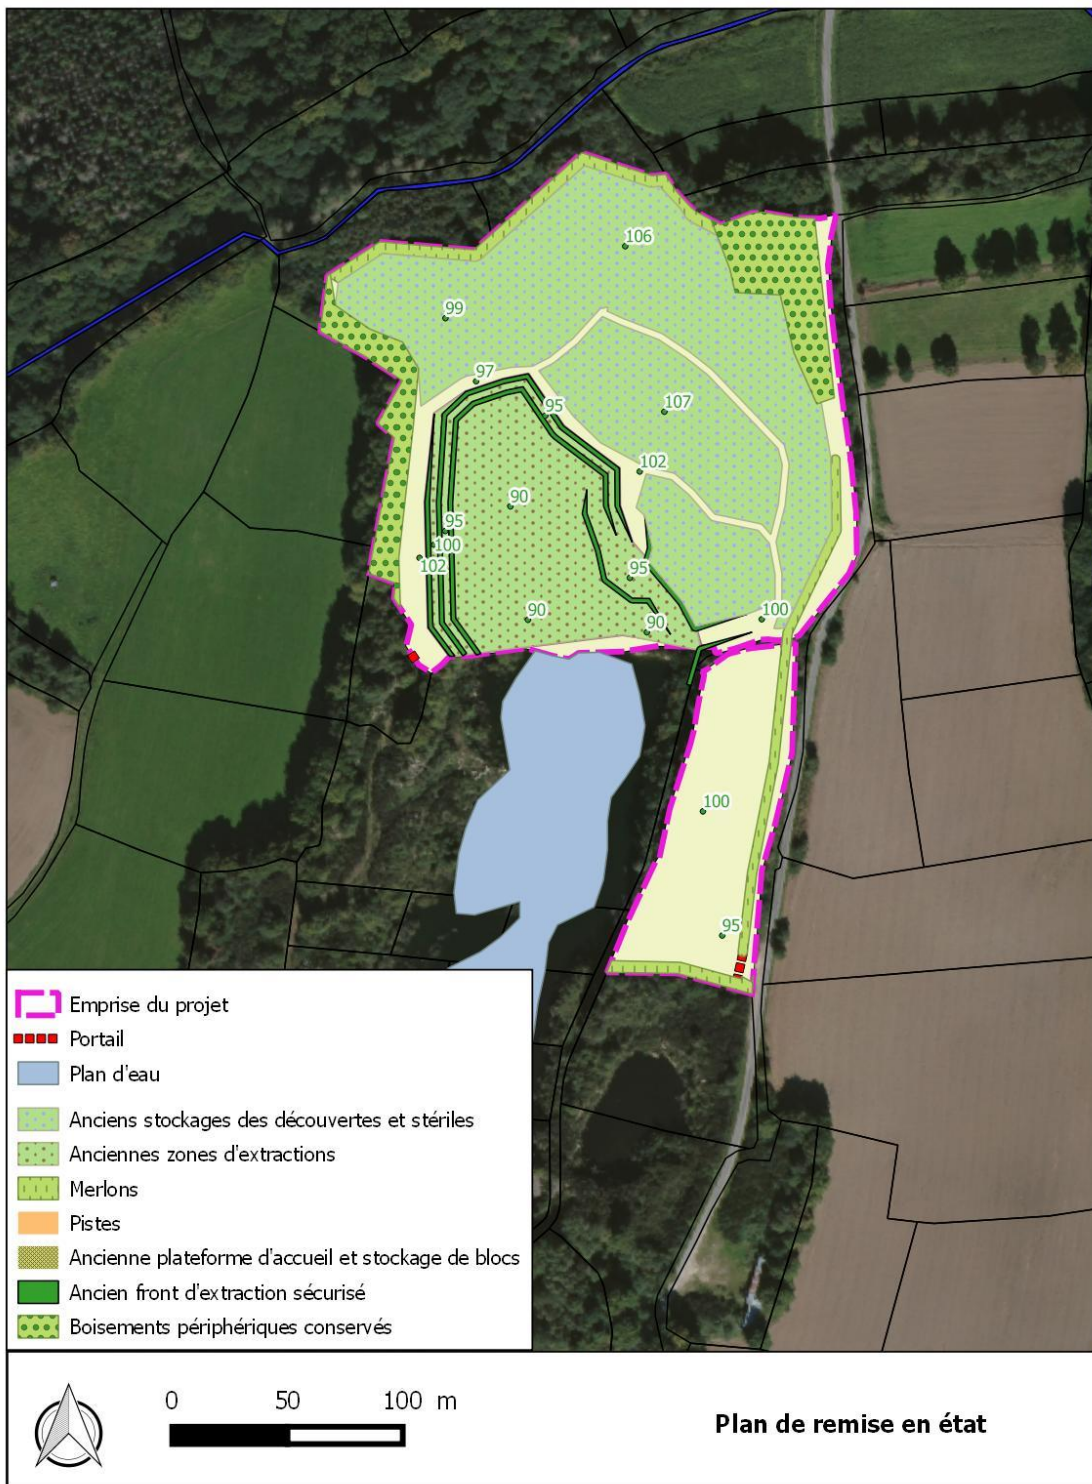 106
99
97
95
107
102
90
95
100
102
95
90
90
100
100
95
Emprise du projet
Portail
Plan d'eau
Anciens stockages des découvertes et stériles
Anciennes zones d'extractions
Merlons
Pistes
Ancienne plateforme d'accueil et stockage de blocs
Ancien front d'extraction sécurisé
Boisements périphériques conservés
0 50 100 m
Plan de remise en état